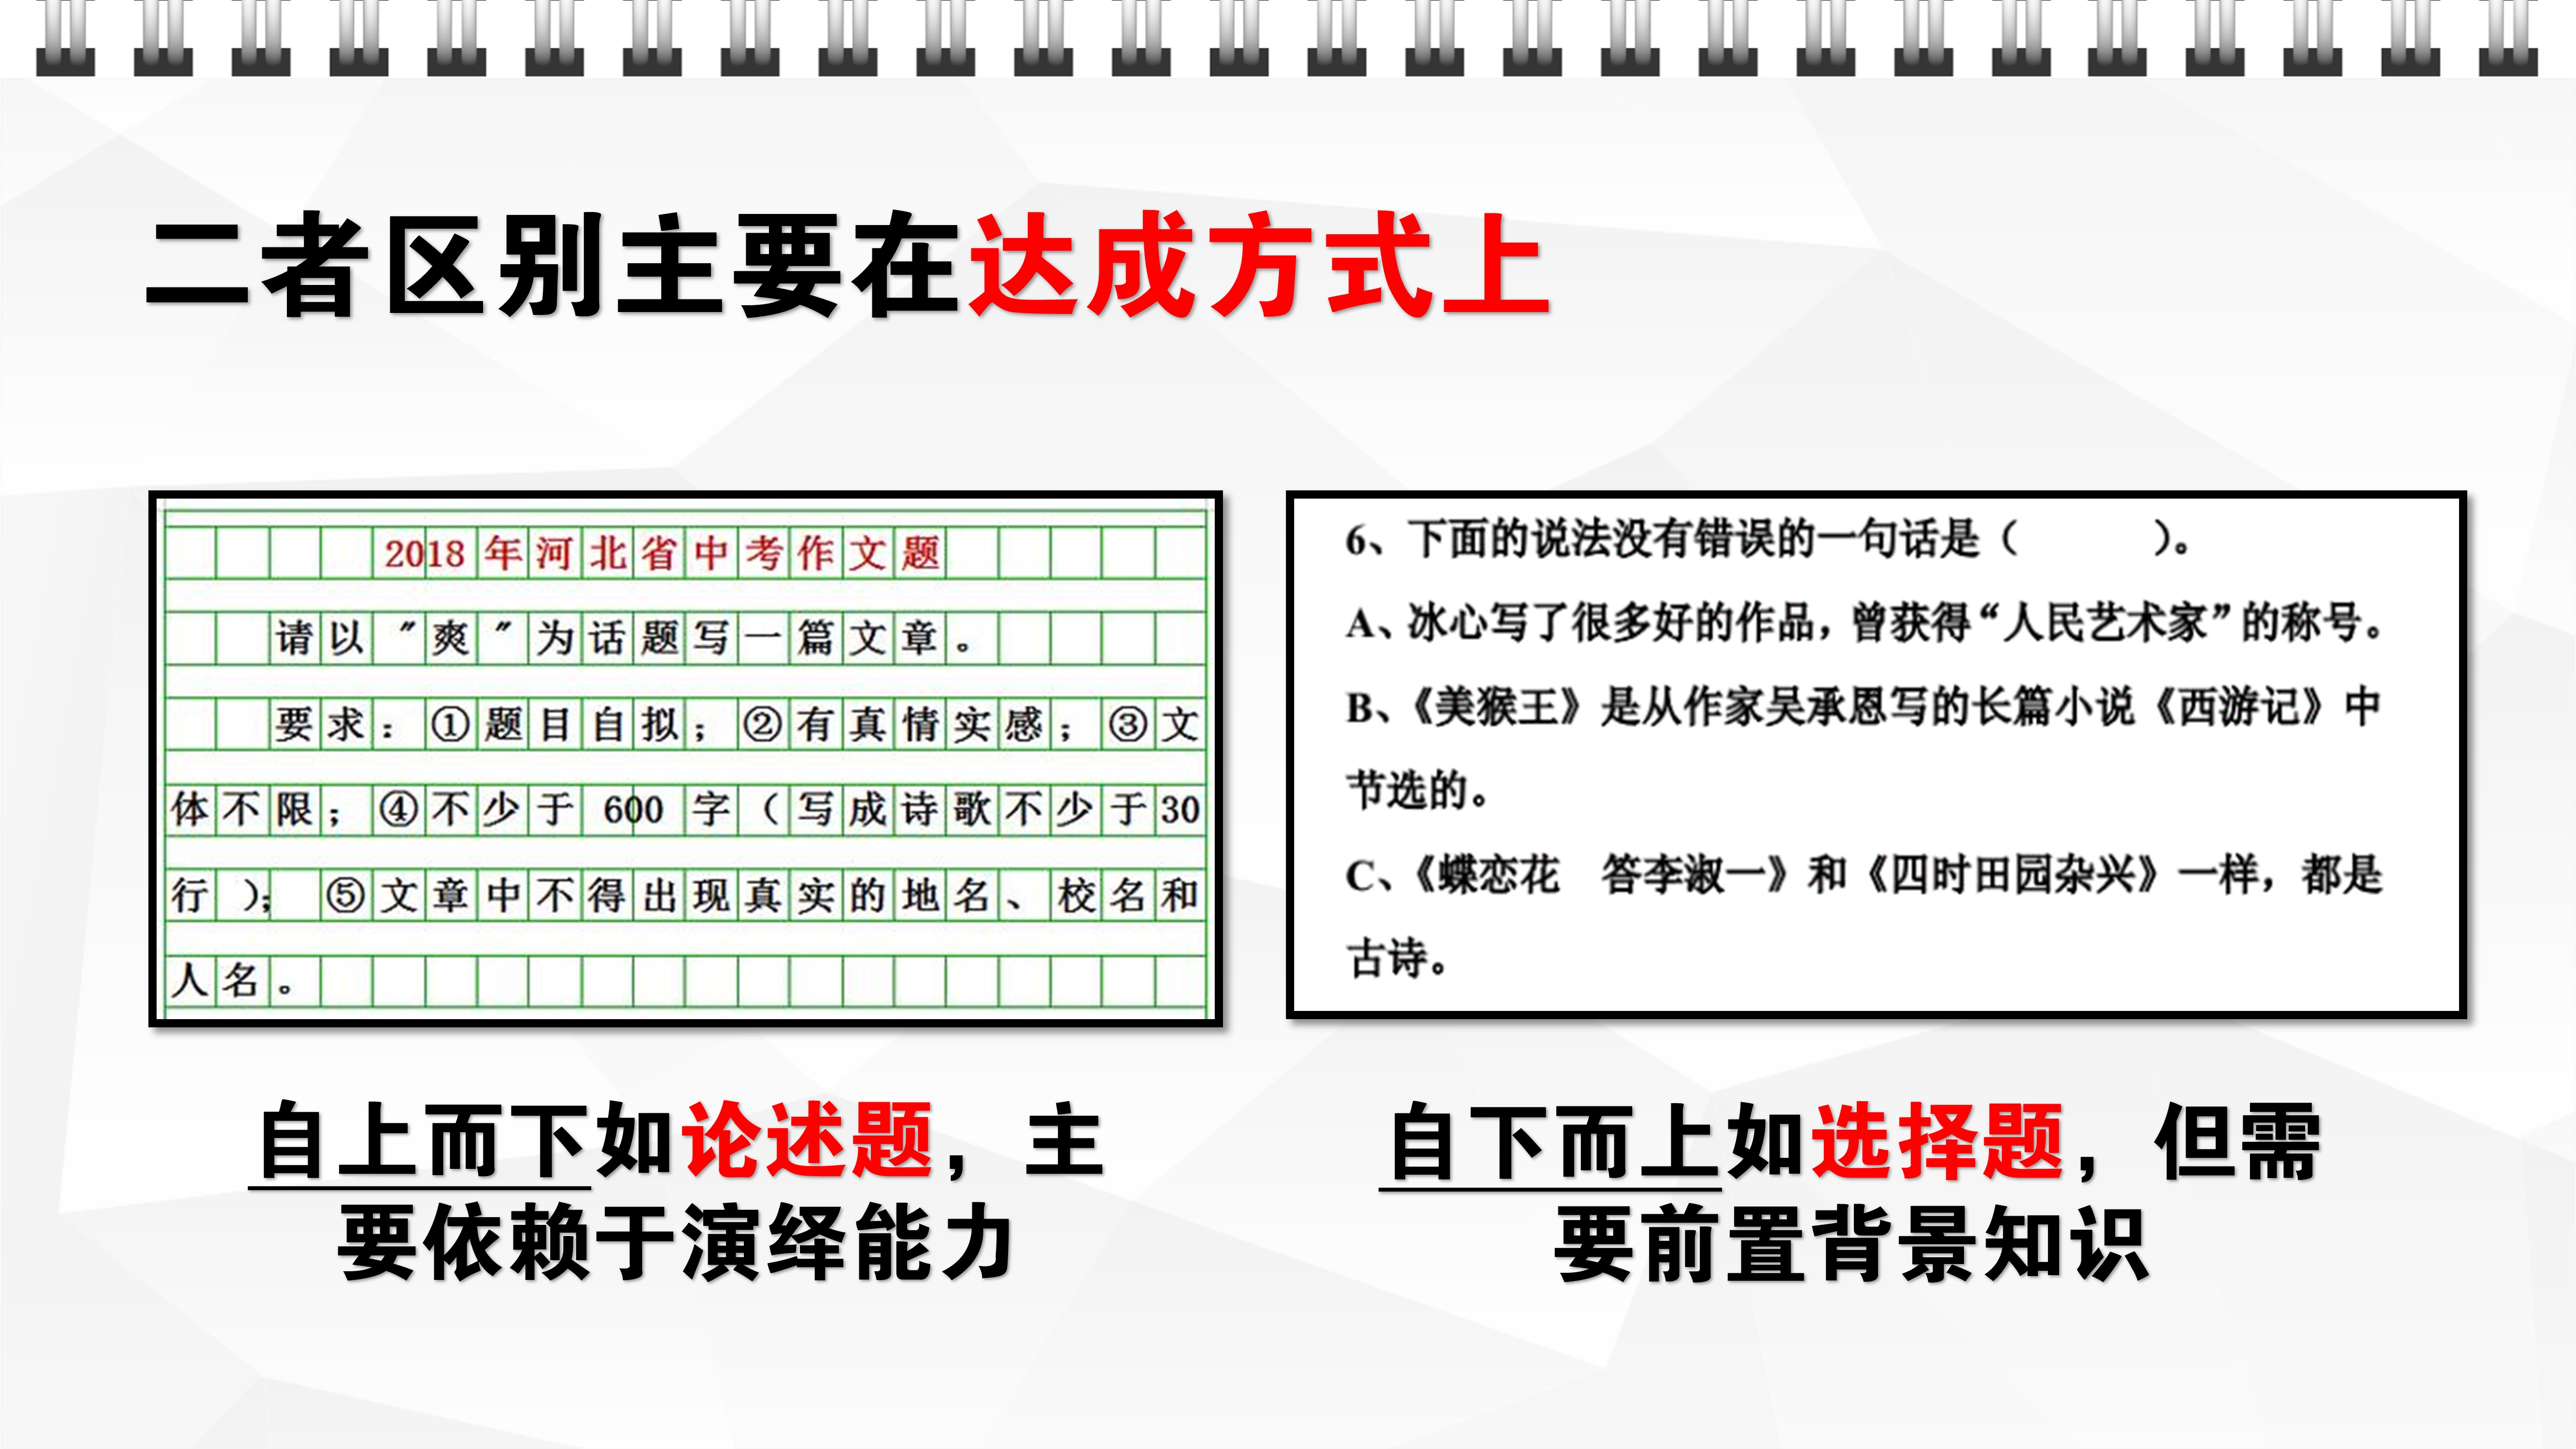 二者区别主要在达成方式上
2018年河北省中考作文题
请以"爽"为话题写一篇文章。
要求：①题目自拟；②有真情实感；③文
体不限；④不少于 600 字（写成诗歌不少于30
行）；⑤文章中不得出现真实的地名、校名和
人名。
6、下面的说法没有错误的一句话是（ ）。
A、冰心写了很多好的作品，曾获得“人民艺术家”的称号。
B、《美猴王》是从作家吴承恩写的长篇小说《西游记》中
节选的。
C、《蝶恋花 答李淑一》和《四时田园杂兴》一样，都是
古诗。
自上而下如论述题，主
要依赖于演绎能力
自下而上如选择题，但需
要前置背景知识